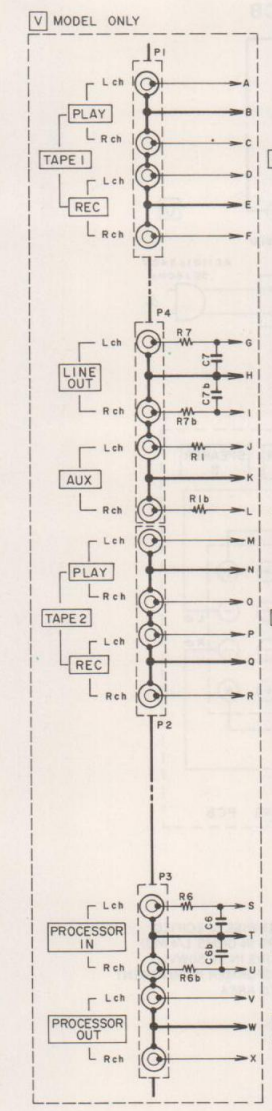 V MODEL ONLY
P1
Lch A
PLAY B
Rch C
TAPE 1
Lch D
REC E
Rch F
P4
Lch R7 G
LINE OUT C7 H
C7b
Rch R7b I
Lch R1 J
AUX K
Rch R1b L
Lch M
PLAY N
Rch O
TAPE 2
Lch P
REC Q
Rch R
P2
P3
Lch R6 S
PROCESSOR IN C6 T
C6b
Rch R6b U
Lch V
PROCESSOR OUT W
Rch X